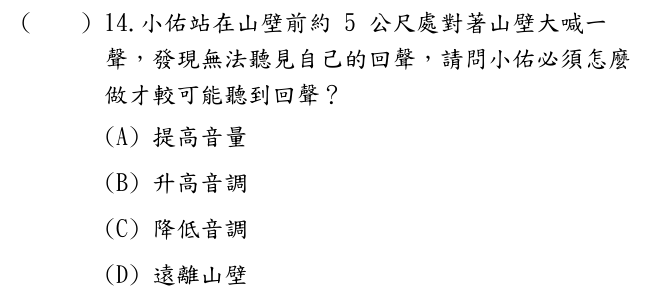 (　　) 14. 小佑站在山壁前約 5 公尺處對著山壁大喊一
聲，發現無法聽見自己的回聲，請問小佑必須怎麼
做才較可能聽到回聲？
(A) 提高音量
(B) 升高音調
(C) 降低音調
(D) 遠離山壁